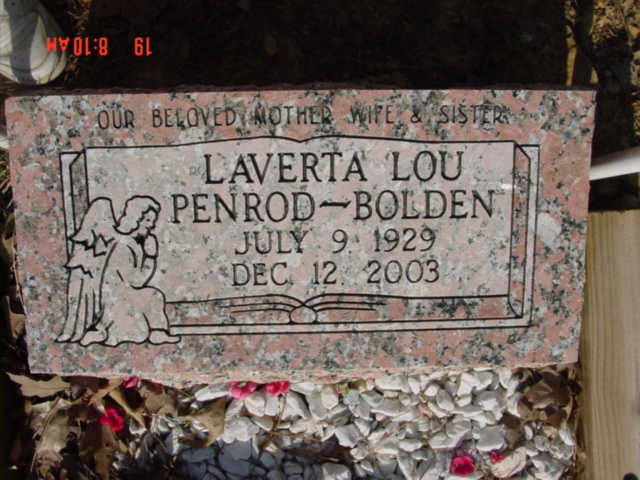 OUR BELOVED MOTHER WIFE & SISTER
LAVERTA LOU
PENROD-BOLDEN
JULY 9 1929
DEC. 12. 2003
19 8:10AM